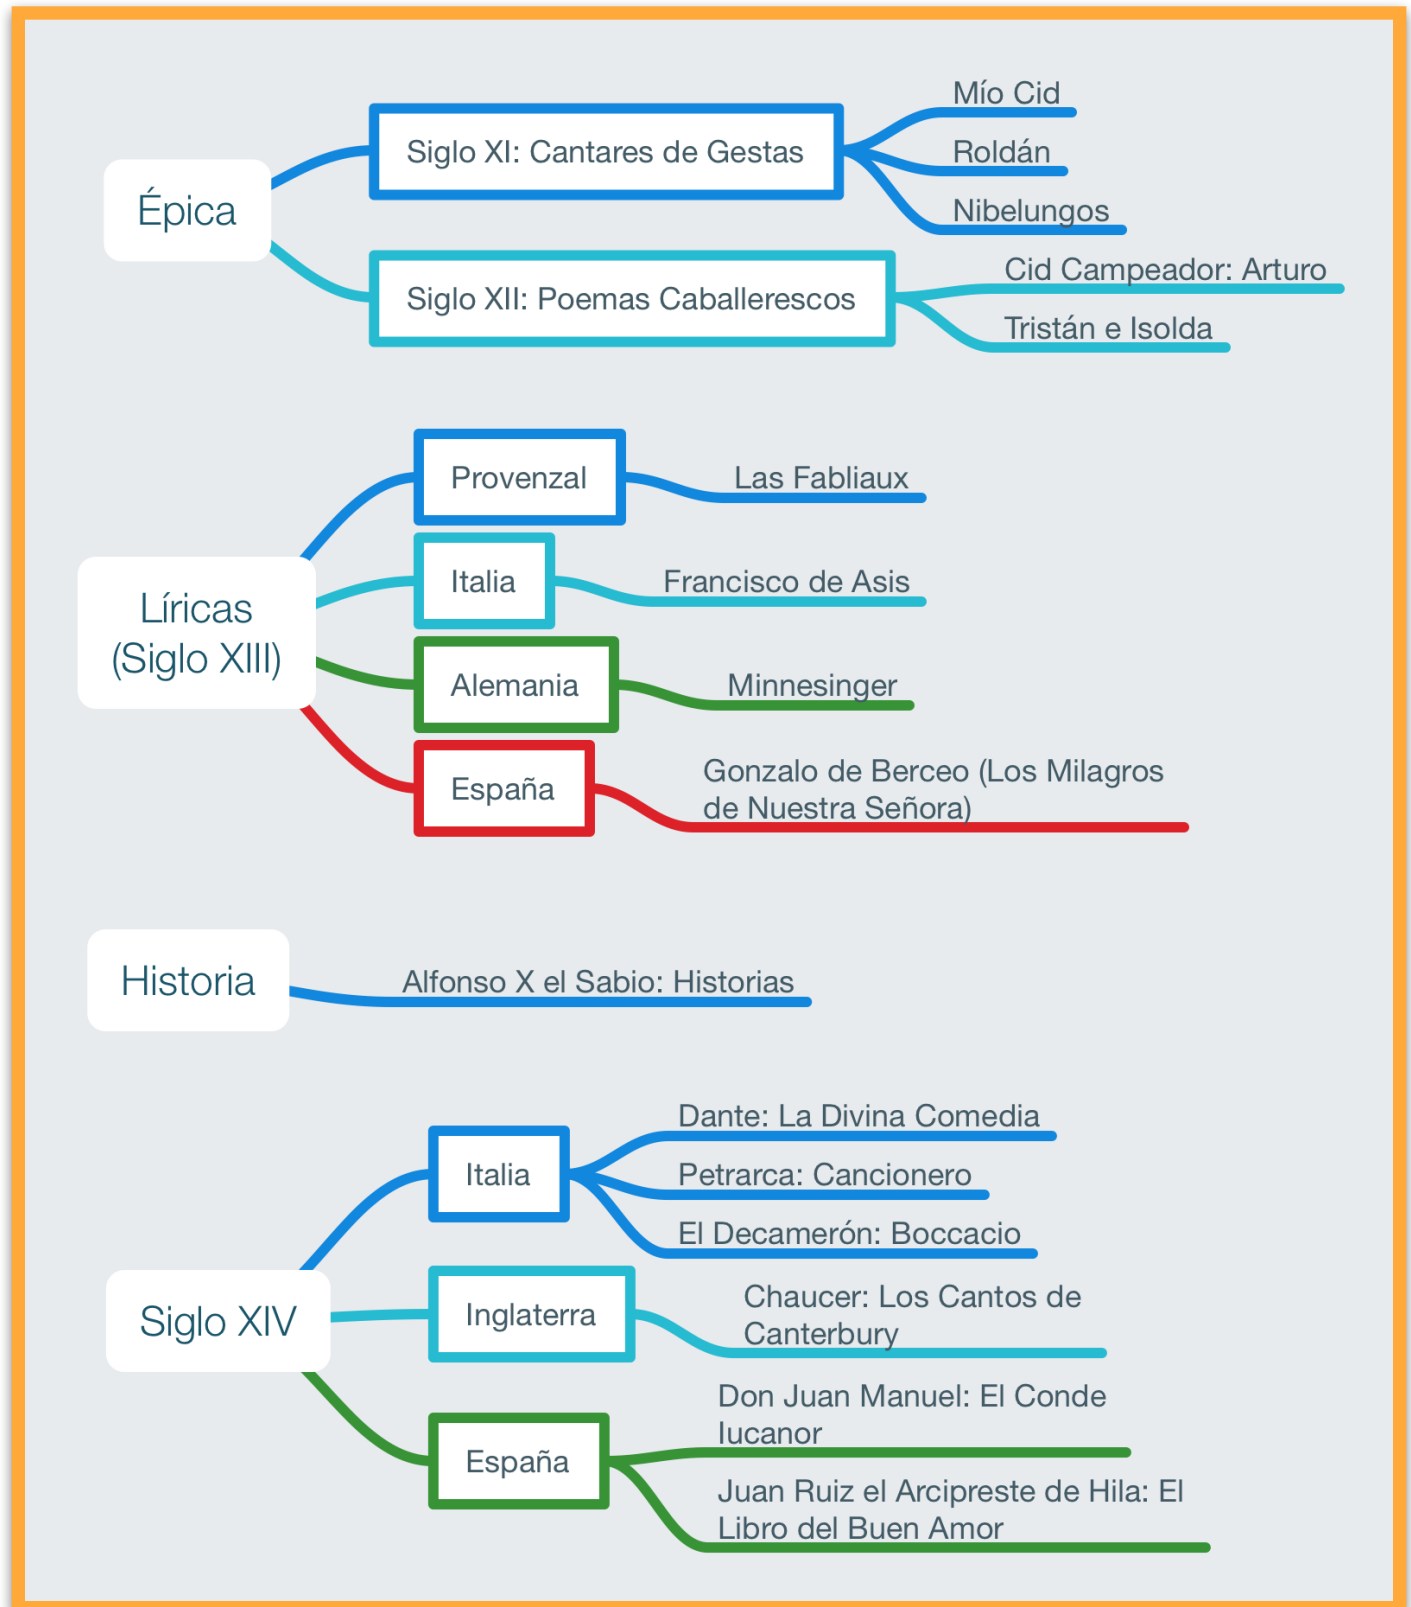 Épica
Siglo XI: Cantares de Gestas
Mío Cid
Roldán
Nibelungos
Siglo XII: Poemas Caballerescos
Cid Campeador: Arturo
Tristán e Isolda
Líricas
(Siglo XIII)
Provenzal
Las Fabliaux
Italia
Francisco de Asis
Alemania
Minnesinger
España
Gonzalo de Berceo (Los Milagros
de Nuestra Señora)
Historia
Alfonso X el Sabio: Historias
Siglo XIV
Italia
Dante: La Divina Comedia
Petrarca: Cancionero
El Decamerón: Boccacio
Inglaterra
Chaucer: Los Cantos de
Canterbury
España
Don Juan Manuel: El Conde
lucanor
Juan Ruiz el Arcipreste de Hila: El
Libro del Buen Amor